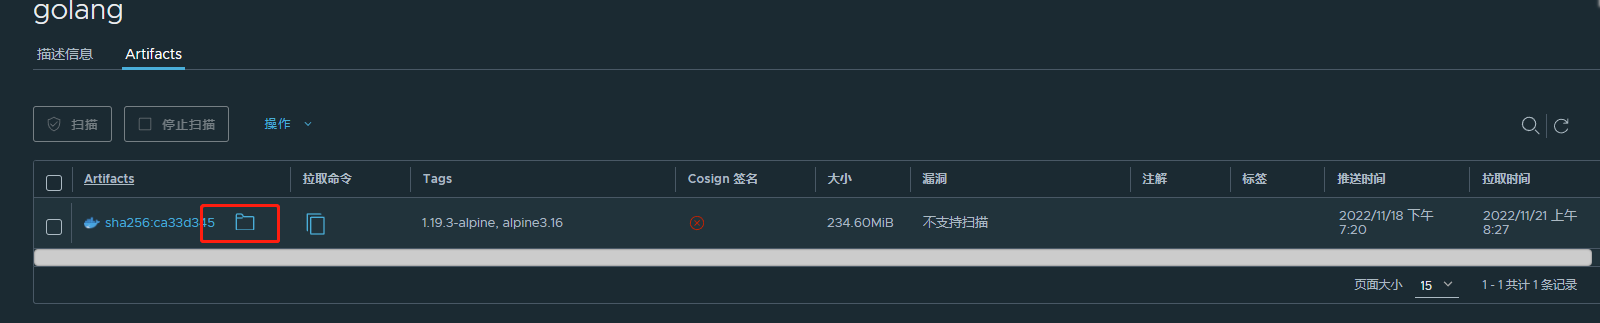 golang
描述信息 Artifacts
扫描 停止扫描 操作
Artifacts 拉取命令 Tags Cosign 签名 大小 漏洞 注解 标签 推送时间 拉取时间
sha256:ca33d345 1.19.3-alpine, alpine3.16 234.60MiB 不支持扫描 2022/11/18 下午 2022/11/21 上午
7:20 8:27
页面大小 15 1 - 1 共计 1 条记录